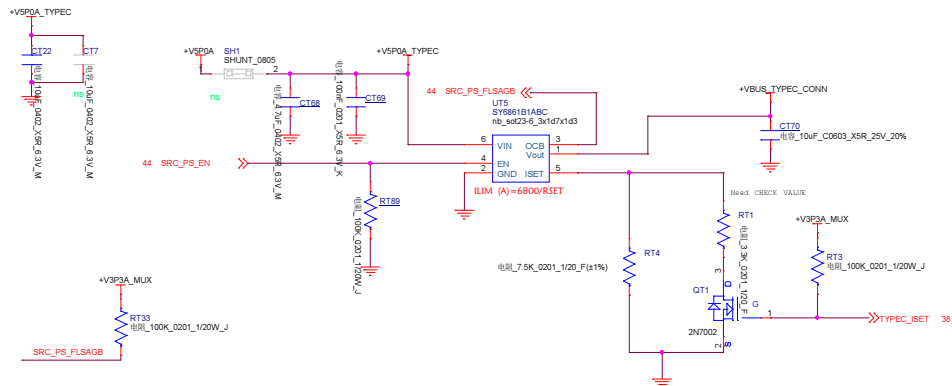 +V5P0A_TYPEC
CT22
电容_10uF_0402_X5R_6.3V_M
CT7
电容_10uF_0402_X5R_6.3V_M
ns
+V5P0A
SH1
SHUNT_0805
1
2
ns
+V5P0A_TYPEC
CT68
电容_4.7uF_0402_X5R_6.3V_M
CT69
电容_100nF_0201_X5R_6.3V_K
44 SRC_PS_FLSAGB
UT5
SY6861B1ABC
nb_sot23-6_3x1d7x1d3
6 VIN
OCB 3
Vout 1
4 EN
2 GND
ISET 5
ILIM (A)=6800/RSET
44 SRC_PS_EN
RT89
电阻_100K_0201_1/20W_J
+VBUS_TYPEC_CONN
CT70
电容_10uF_C0603_X5R_25V_20%
Need CHECK VALUE
RT1
电阻_3.3K_0201_1/20_F
RT4
电阻_7.5K_0201_1/20_F(±1%)
+V3P3A_MUX
RT3
电阻_100K_0201_1/20W_J
3
D
QT1
G
1
2N7002
2
S
TYPEC_ISET 38
+V3P3A_MUX
RT33
电阻_100K_0201_1/20W_J
SRC_PS_FLSAGB